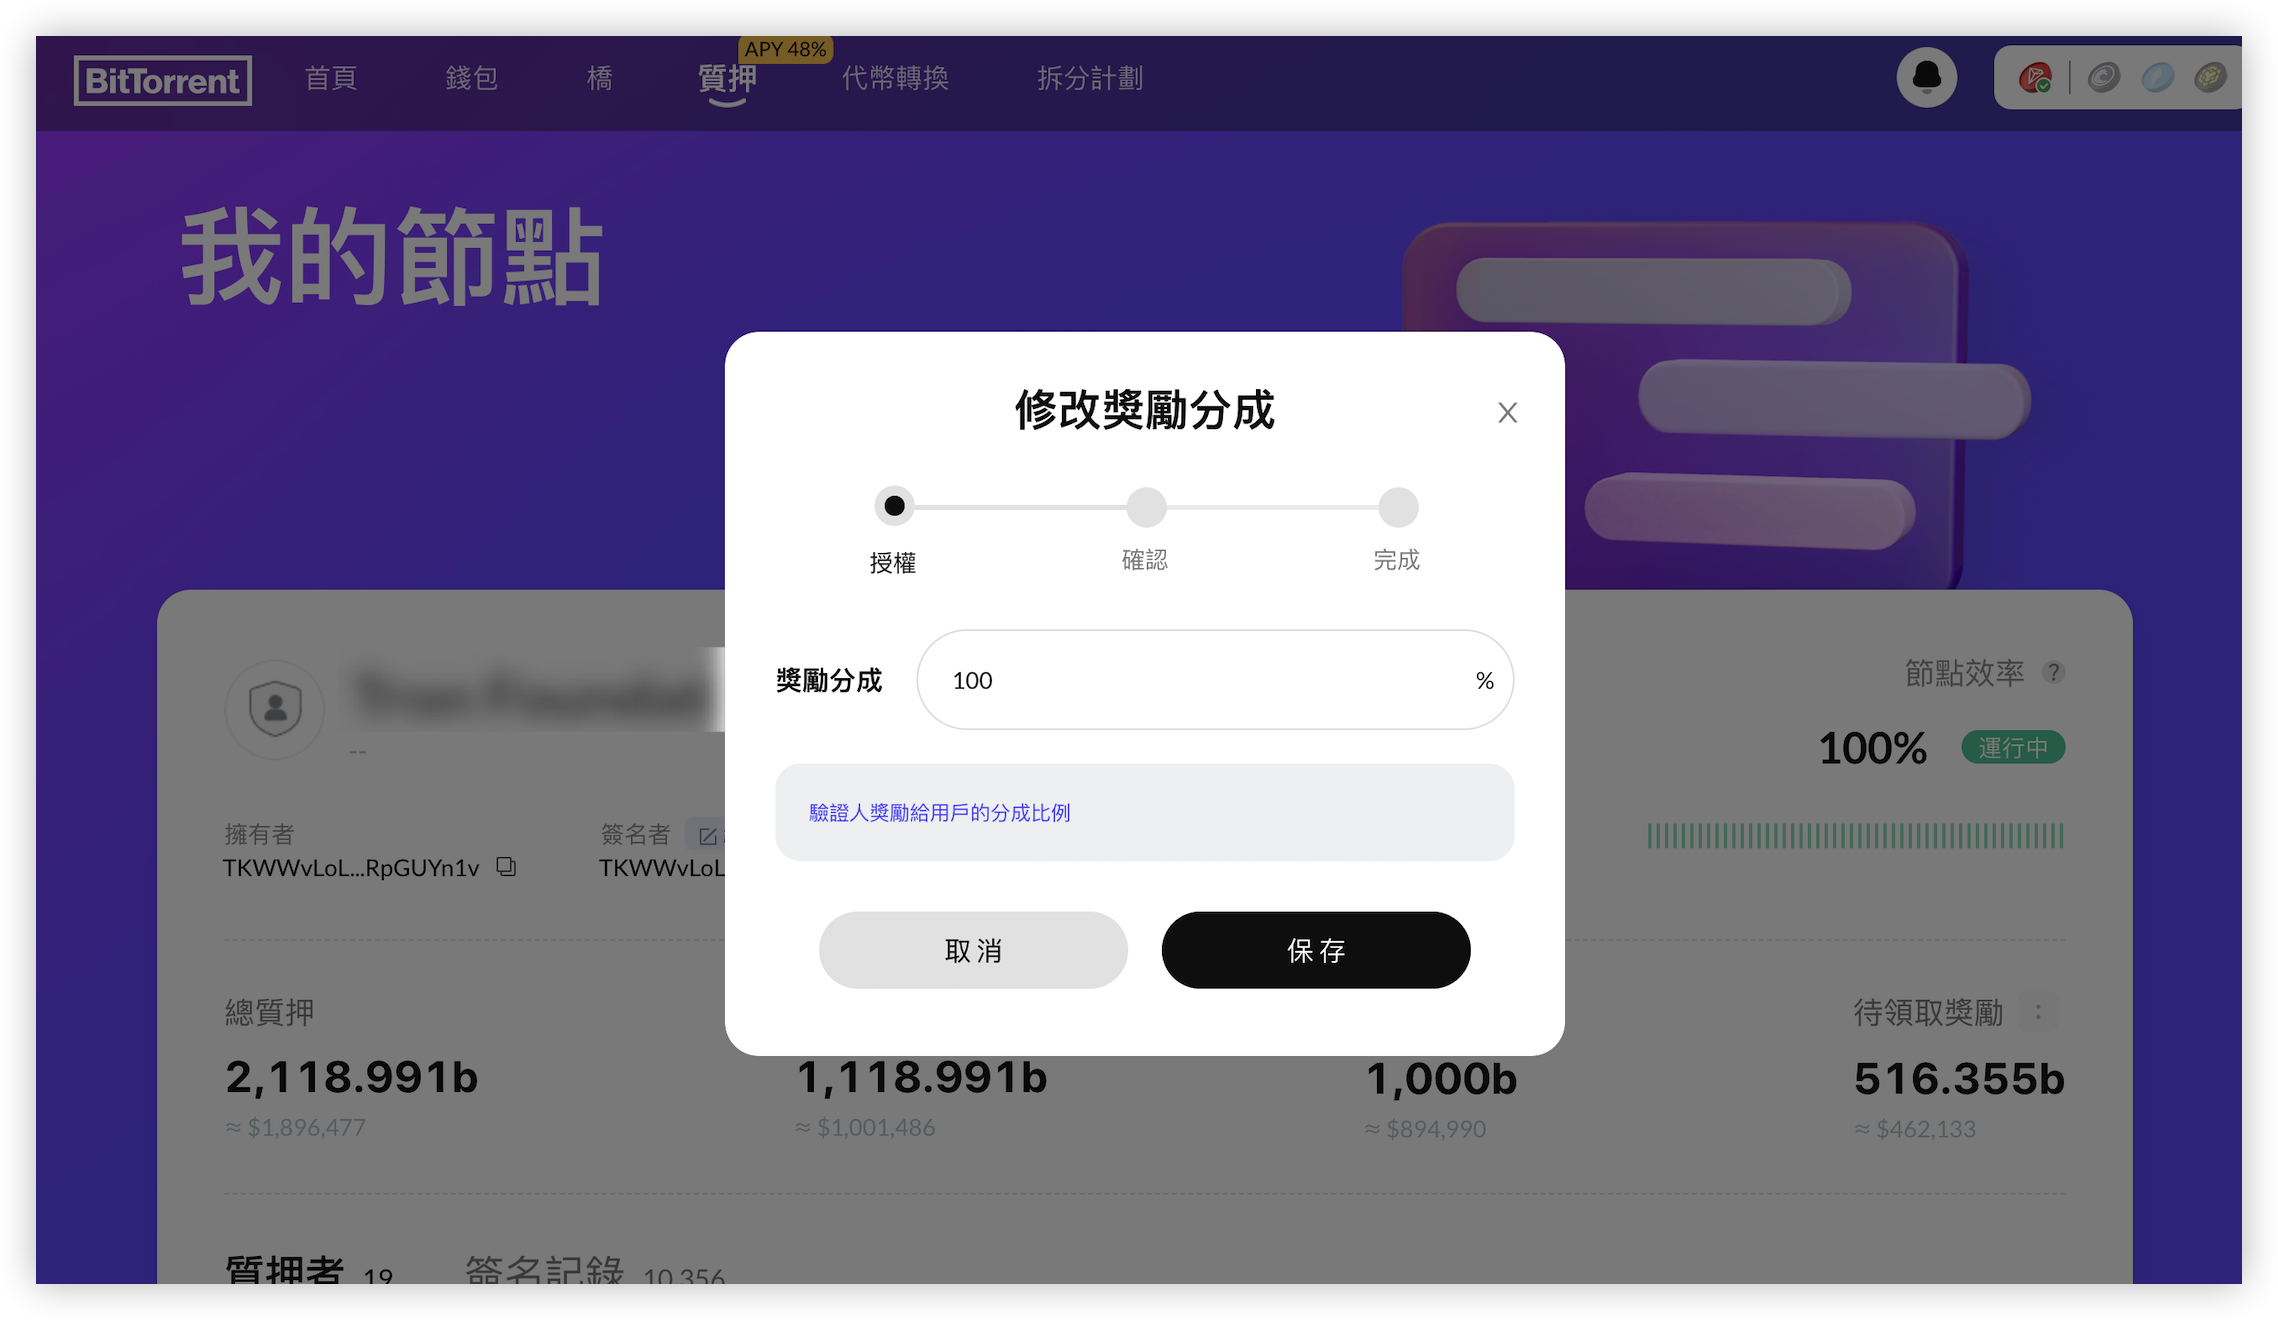 BitTorrent 首頁 錢包 橋 質押 APY 48% 代幣轉換 拆分計劃
我的節點
修改獎勵分成 X
授權 確認 完成
獎勵分成 100 %
驗證人獎勵給用戶的分成比例
取消 保存
節點效率 ?
100% 運行中
--
擁有者 簽名者
TKWWvLoL...RpGUYn1v TKWWvLoL
總質押 待領取獎勵
2,118.991b 1,118.991b 1,000b 516.355b
≈ $1,896,477 ≈ $1,001,486 ≈ $894,990 ≈ $462,133
質押者 19 簽名記錄 10,356